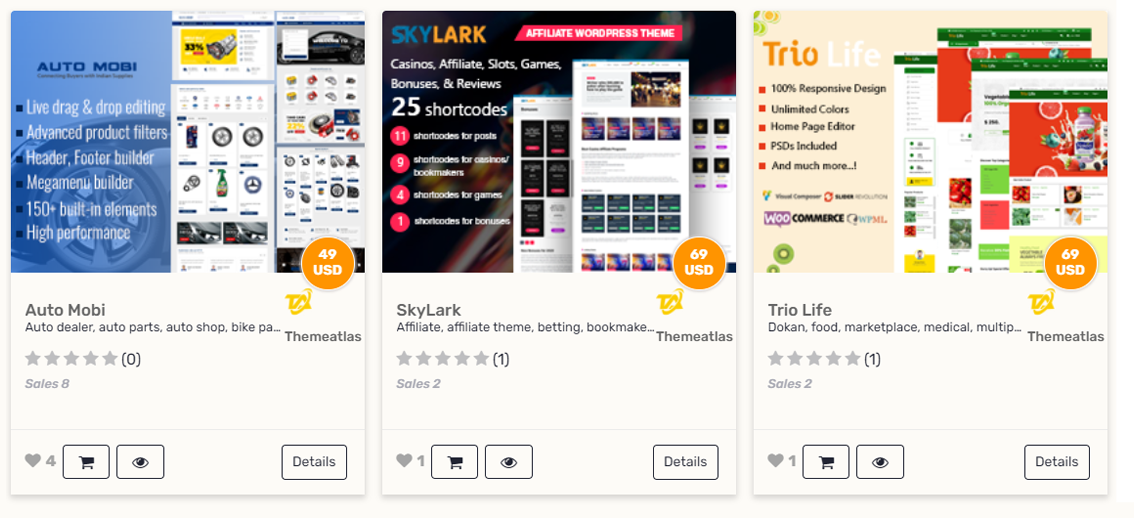 AUTO MOBI
Connecting Buyers with Indian Supplies
Live drag & drop editing
Advanced product filters
Header, Footer builder
Megamenu builder
150+ built-in elements
High performance
33%
49
USD
Auto Mobi
Auto dealer, auto parts, auto shop, bike pa...
Themeatlas
(0)
Sales 8
4
Details
SKYLARK
AFFILIATE WORDPRESS THEME
Casinos, Affiliate, Slots, Games,
Bonuses, & Reviews
25 shortcodes
11 shortcodes for posts
9 shortcodes for casinos/
bookmakers
4 shortcodes for games
1 shortcodes for bonuses
69
USD
SkyLark
Affiliate, affiliate theme, betting, bookmake...
Themeatlas
(1)
Sales 2
1
Details
Trio Life
100% Responsive Design
Unlimited Colors
Home Page Editor
PSDs Included
And much more...!
Visual Composer
SLIDER REVOLUTION
WOOCOMMERCE
WPML
69
USD
Trio Life
Dokan, food, marketplace, medical, multip...
Themeatlas
(1)
Sales 2
1
Details